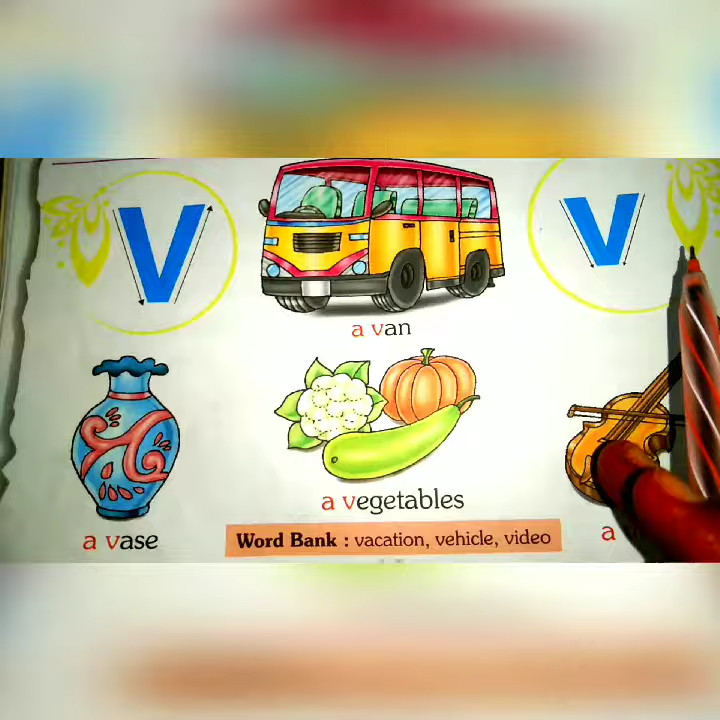 V v
a van
a vegetables
a vase
Word Bank : vacation, vehicle, video
a